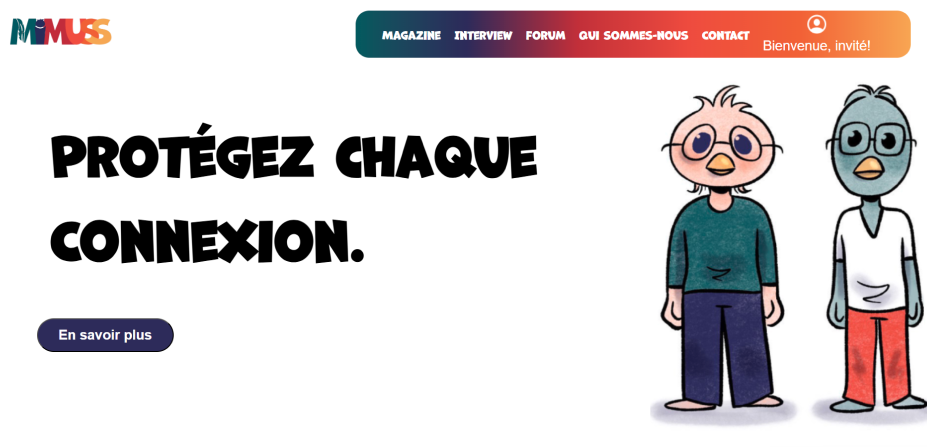 MiMUSS
MAGAZINE INTERVIEW FORUM QUI SOMMES-NOUS CONTACT
Bienvenue, invité!
PROTÉGEZ CHAQUE
CONNEXION.
En savoir plus